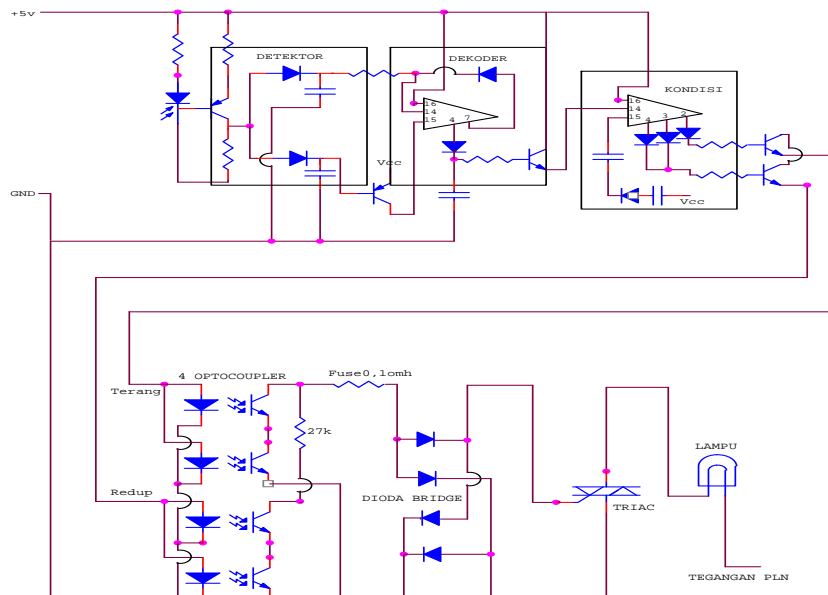 +5v
DETEKTOR
DEKODER
KONDISI
16
14
15
4 7
16
14
15
4 3 2
Vcc
Vcc
GND
4 OPTOCOUPLER
Fuse0,1omh
Terang
27k
LAMPU
Redup
DIODA BRIDGE
TRIAC
TEGANGAN PLN